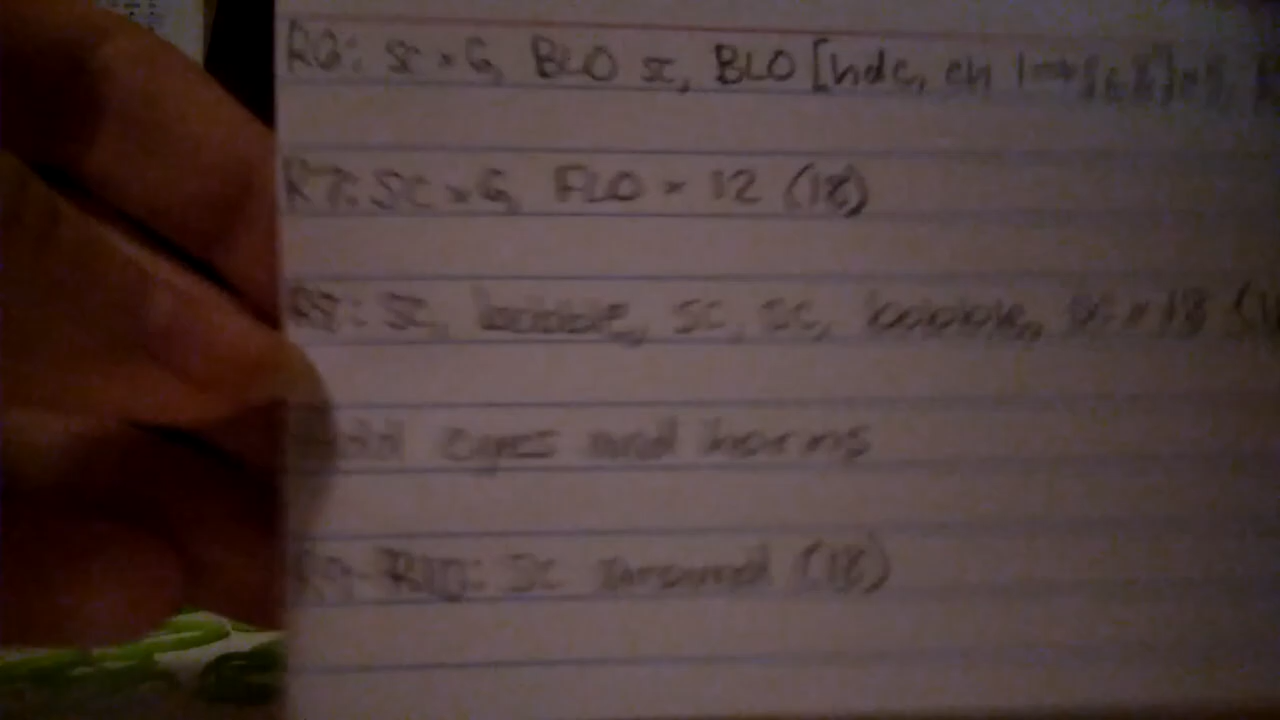 R6: sc × 6, BLO sc, BLO [hdc, ch 1
R7: sc × 6, FLO × 12 (18)
R8: sc, bobble, sc, sc, bobble, sc × 13
eyes and horns
R9-R10: sc around (18)